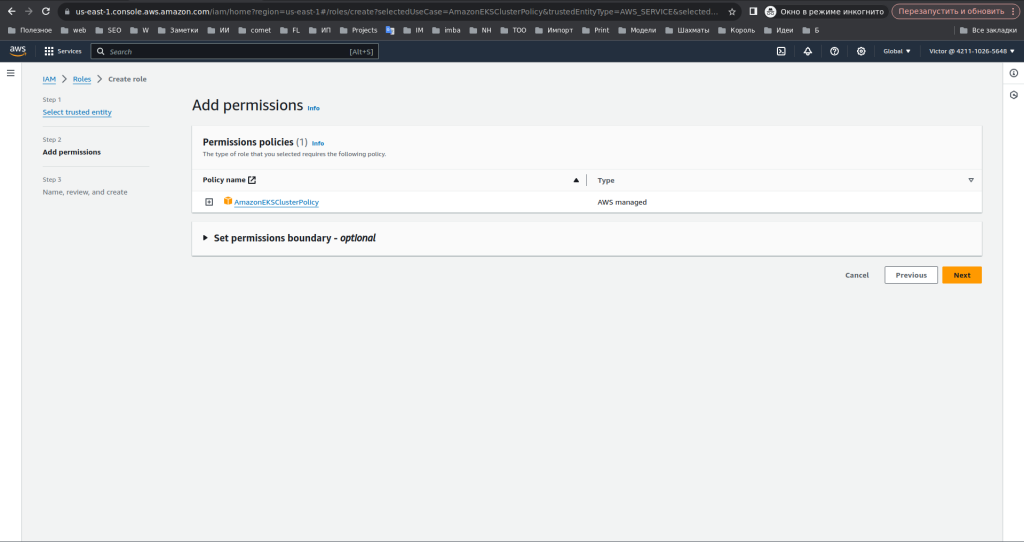 us-east-1.console.aws.amazon.com/iam/home?region=us-east-1#/roles/create?selectedUseCase=AmazonEKSClusterPolicy&trustedEntityType=AWS_SERVICE&selected...
Окно в режиме инкогнито
Перезапустить и обновить
Полезное web SEO W Заметки ИИ comet FL ИП Projects IM imba NH ТОО Импорт Print Модели Шахматы Король Идеи Б Все закладки
aws Services Search [Alt+S] Global Victor @ 4211-1026-5648
IAM Roles Create role
Step 1
Select trusted entity
Step 2
Add permissions
Step 3
Name, review, and create
Add permissions Info
Permissions policies (1) Info
The type of role that you selected requires the following policy.
Policy name Type
AmazonEKSClusterPolicy AWS managed
Set permissions boundary - optional
Cancel Previous Next